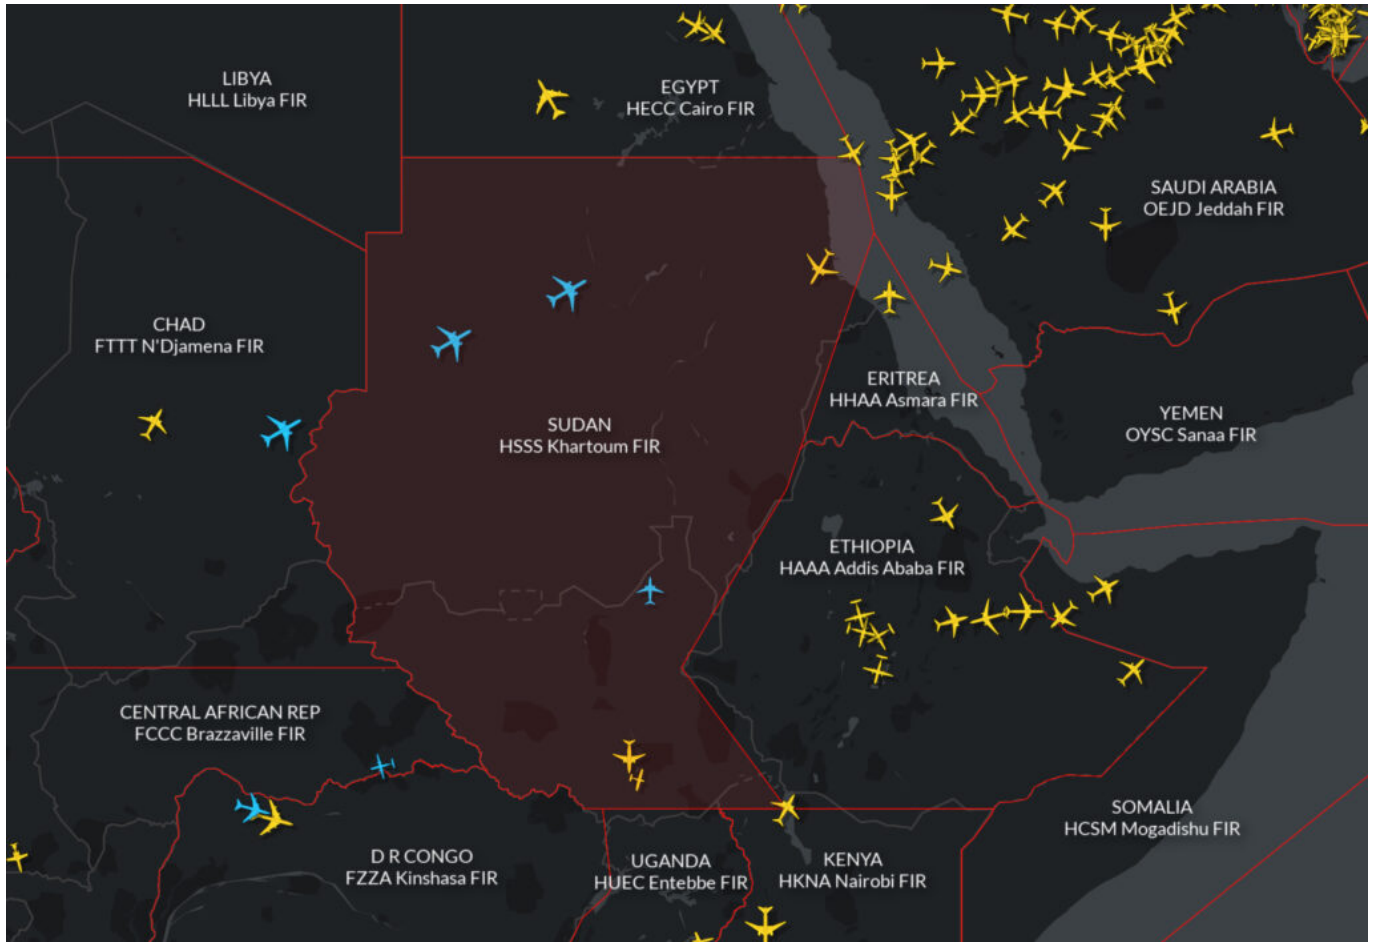 LIBYA
HLLL Libya FIR
EGYPT
HECC Cairo FIR
SAUDI ARABIA
OEJD Jeddah FIR
CHAD
FTTT N'Djamena FIR
ERITREA
HHAA Asmara FIR
YEMEN
OYSC Sanaa FIR
SUDAN
HSSS Khartoum FIR
ETHIOPIA
HAAA Addis Ababa FIR
CENTRAL AFRICAN REP
FCCC Brazzaville FIR
SOMALIA
HCSM Mogadishu FIR
D R CONGO
FZZA Kinshasa FIR
UGANDA
HUEC Entebbe FIR
KENYA
HKNA Nairobi FIR